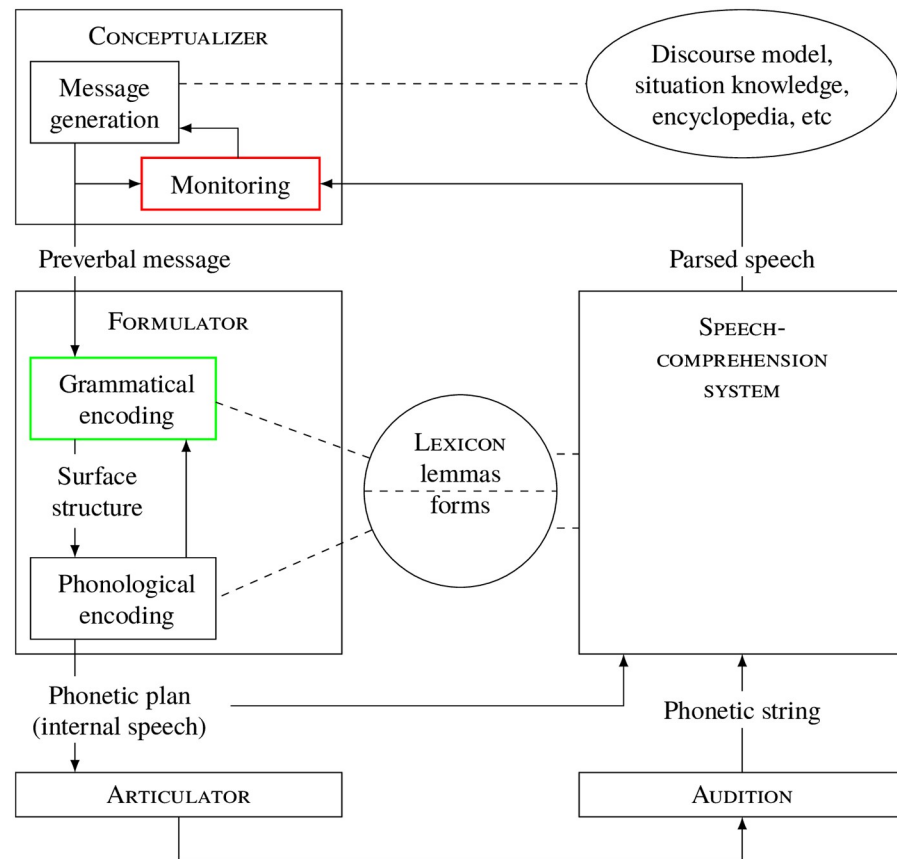 CONCEPTUALIZER
Message
generation
Monitoring
Discourse model,
situation knowledge,
encyclopedia, etc
Preverbal message
Parsed speech
FORMULATOR
Grammatical
encoding
Surface
structure
Phonological
encoding
LEXICON
lemmas
forms
SPEECH-
COMPREHENSION
SYSTEM
Phonetic plan
(internal speech)
Phonetic string
ARTICULATOR
AUDITION